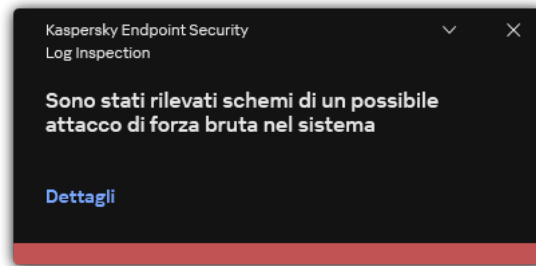 Kaspersky Endpoint Security
Log Inspection
Sono stati rilevati schemi di un possibile
attacco di forza bruta nel sistema
Dettagli